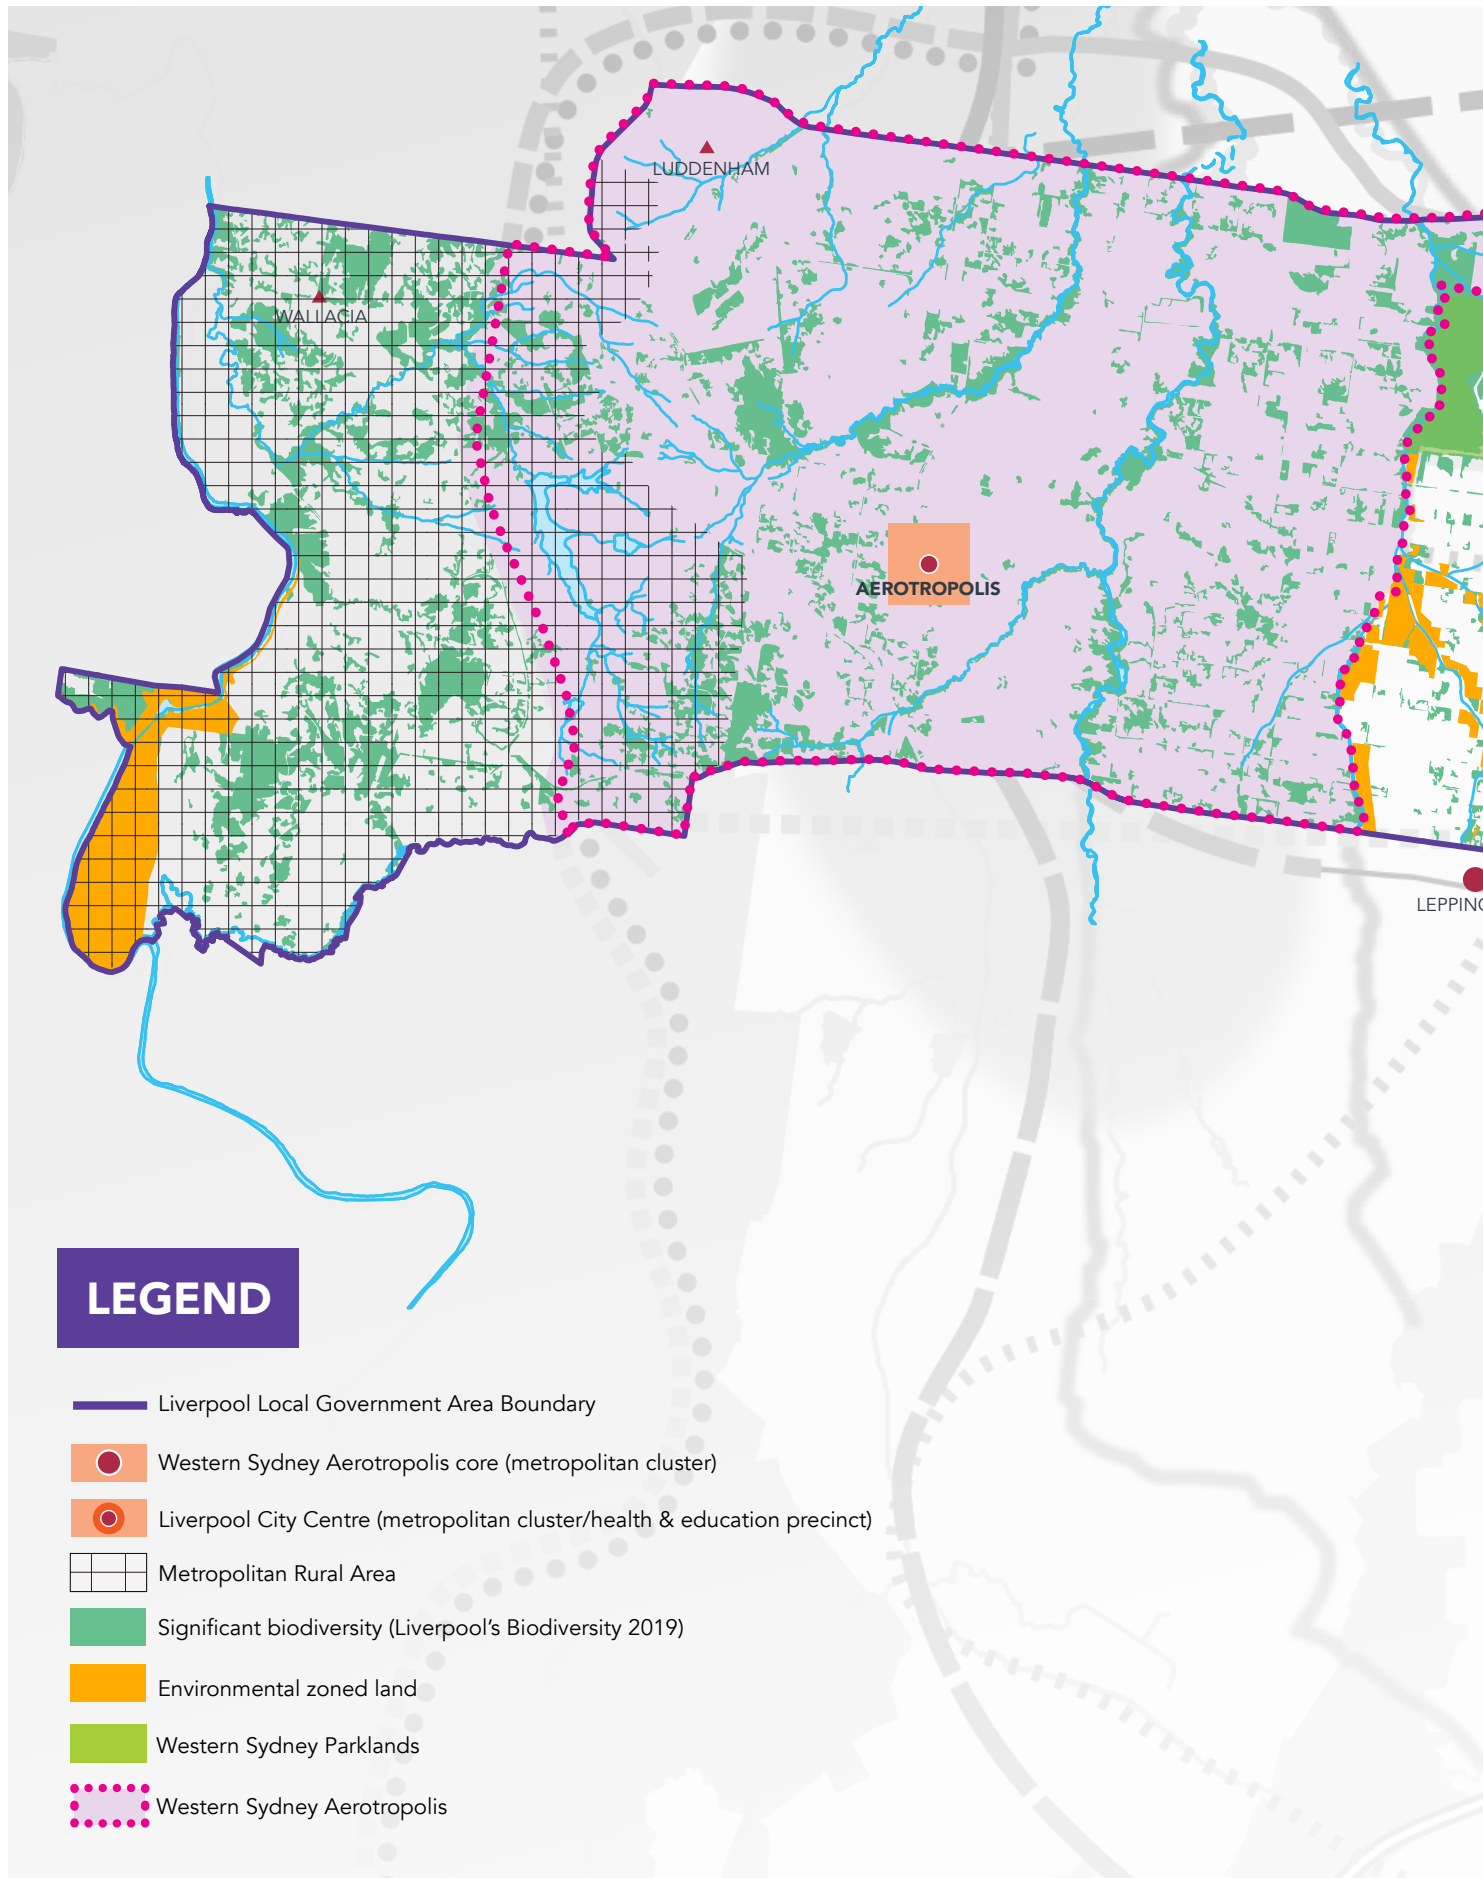 LUDDENHAM
WALLACIA
AEROTROPOLIS
LEPPING
LEGEND
Liverpool Local Government Area Boundary
Western Sydney Aerotropolis core (metropolitan cluster)
Liverpool City Centre (metropolitan cluster/health & education precinct)
Metropolitan Rural Area
Significant biodiversity (Liverpool's Biodiversity 2019)
Environmental zoned land
Western Sydney Parklands
Western Sydney Aerotropolis